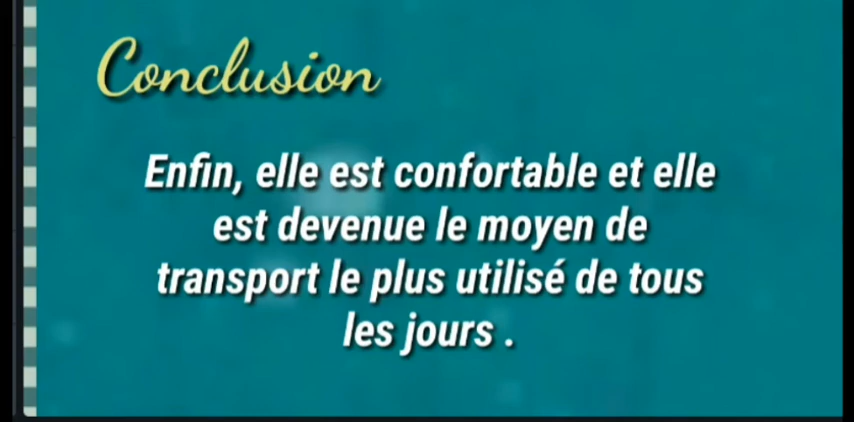 Conclusion
Enfin, elle est confortable et elle
est devenue le moyen de
transport le plus utilisé de tous
les jours .